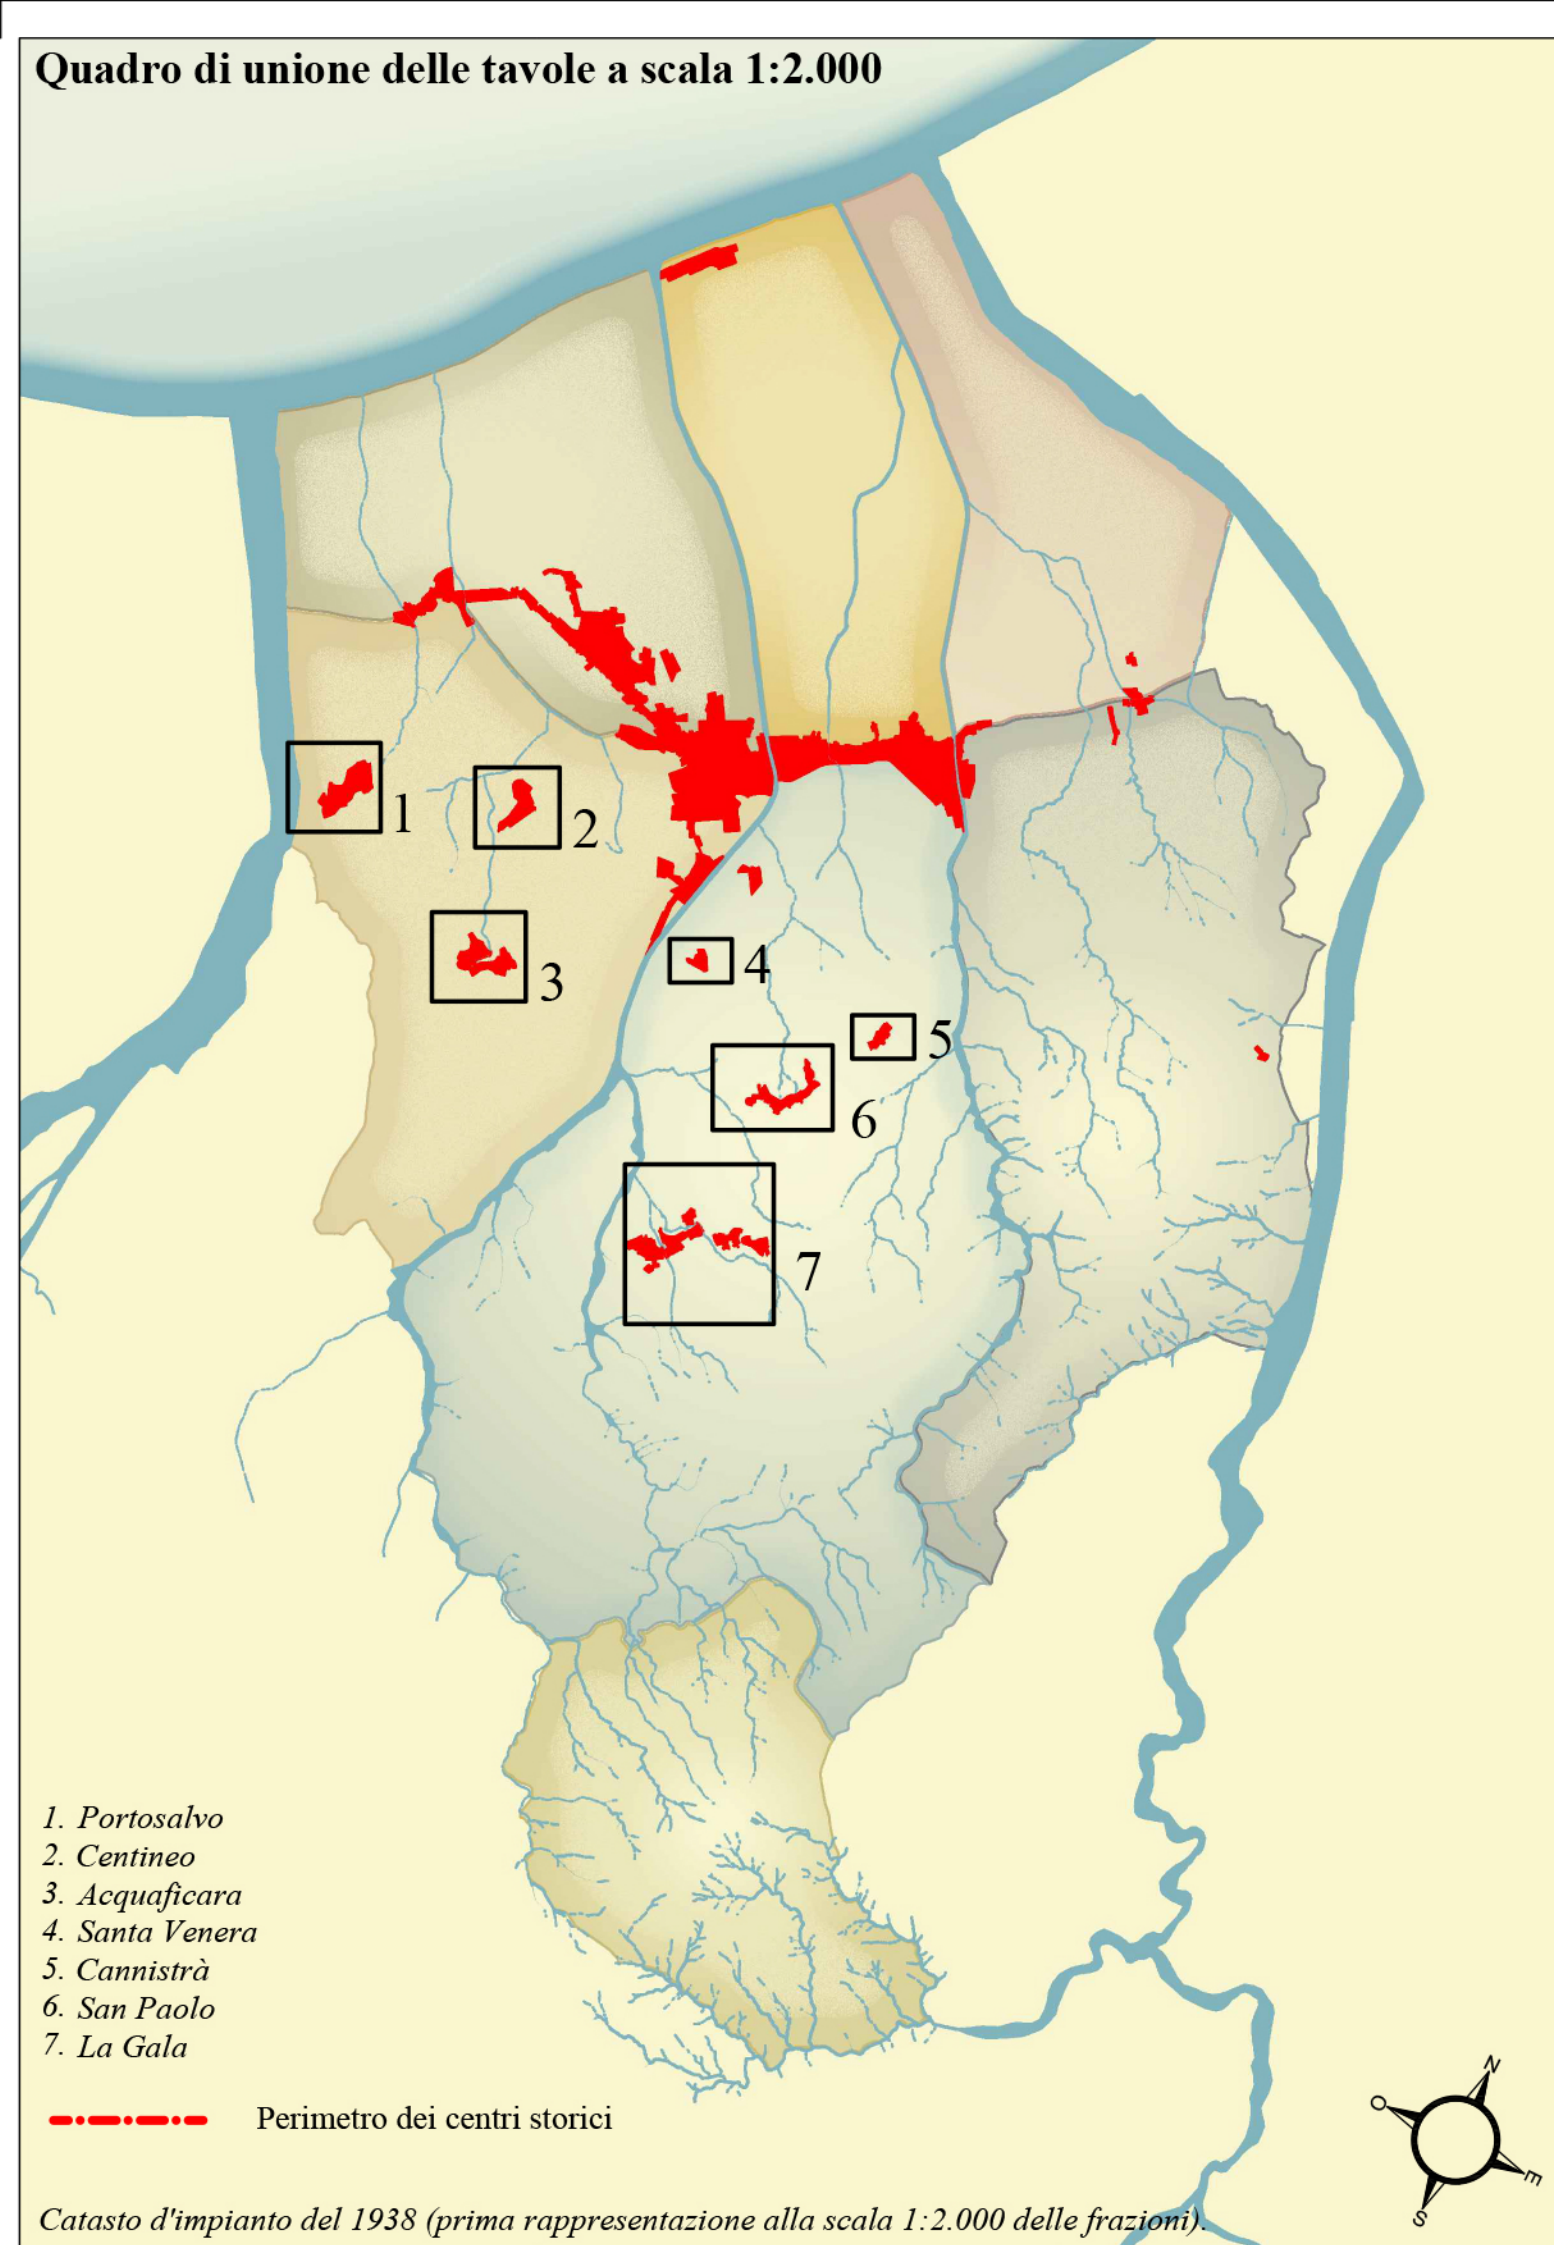 Quadro di unione delle tavole a scala 1:2.000
1
2
3
4
5
6
7
1. Portosalvo
2. Centineo
3. Acquaficara
4. Santa Venera
5. Cannistrà
6. San Paolo
7. La Gala
Perimetro dei centri storici
N
O
E
S
Catasto d'impianto del 1938 (prima rappresentazione alla scala 1:2.000 delle frazioni).